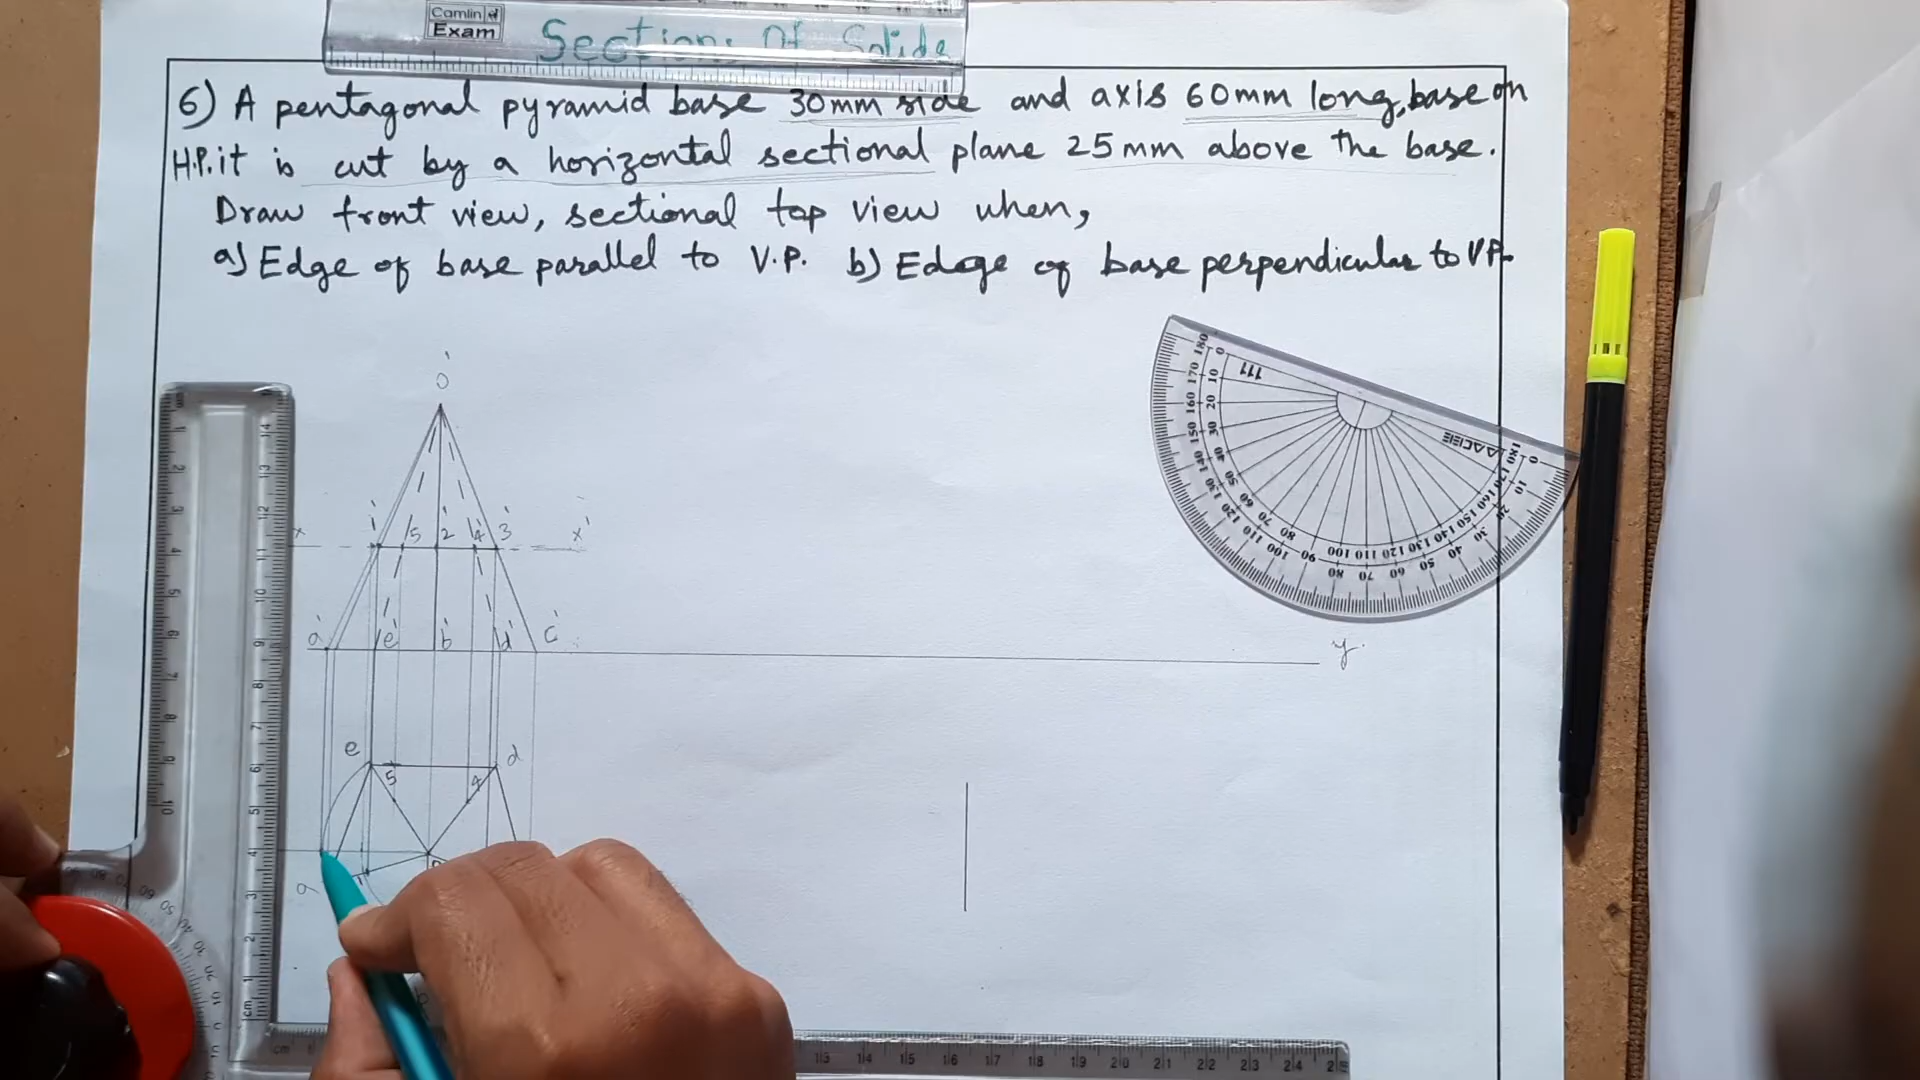 Camlin
Exam
Sections Of Solids
6) A pentagonal pyramid base 30mm side and axis 60mm long, base on
H.P. it is cut by a horizontal sectional plane 25mm above the base.
Draw front view, sectional top view when,
a) Edge of base parallel to V.P. b) Edge of base perpendicular to V.P.
o'
x 1' 5' 2' 4' 3' x'
a' e' b' d' c' y
e d
5 4
a
111